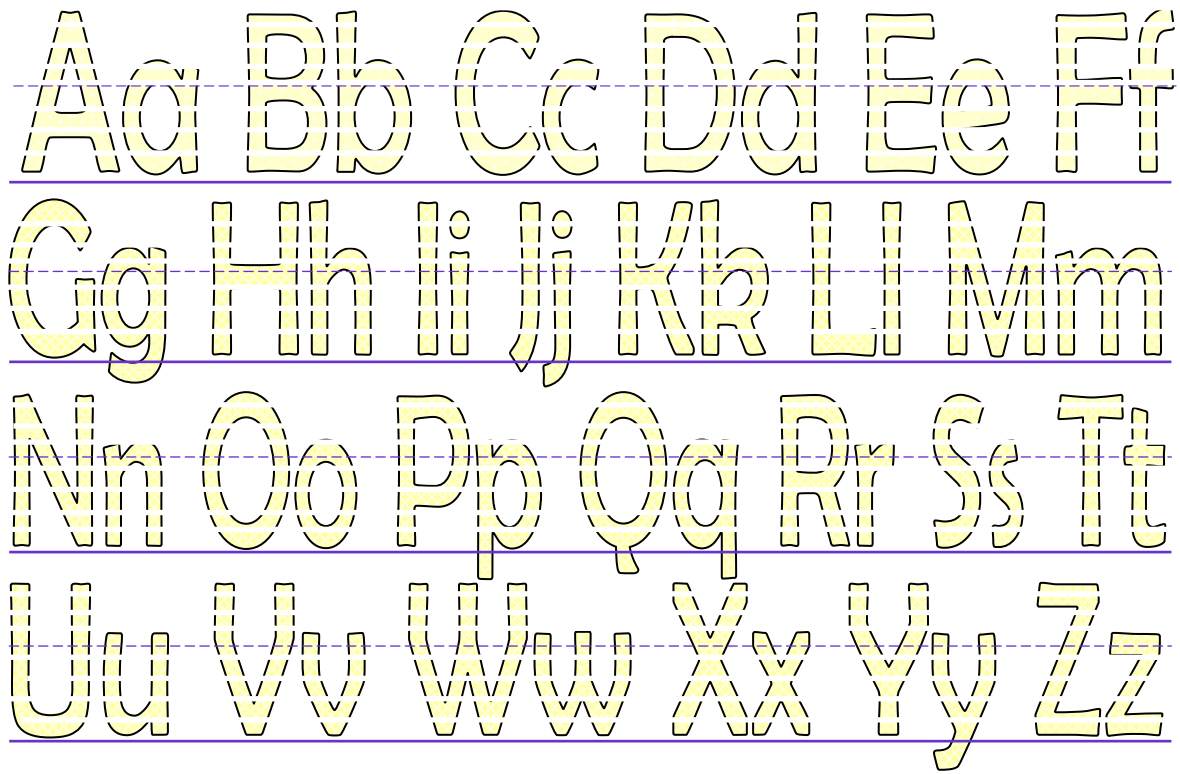 Aa Bb Cc Dd Ee Ff
Gg Hh Ii Jj Kk Ll Mm
Nn Oo Pp Qq Rr Ss Tt
Uu Vv Ww Xx Yy Zz